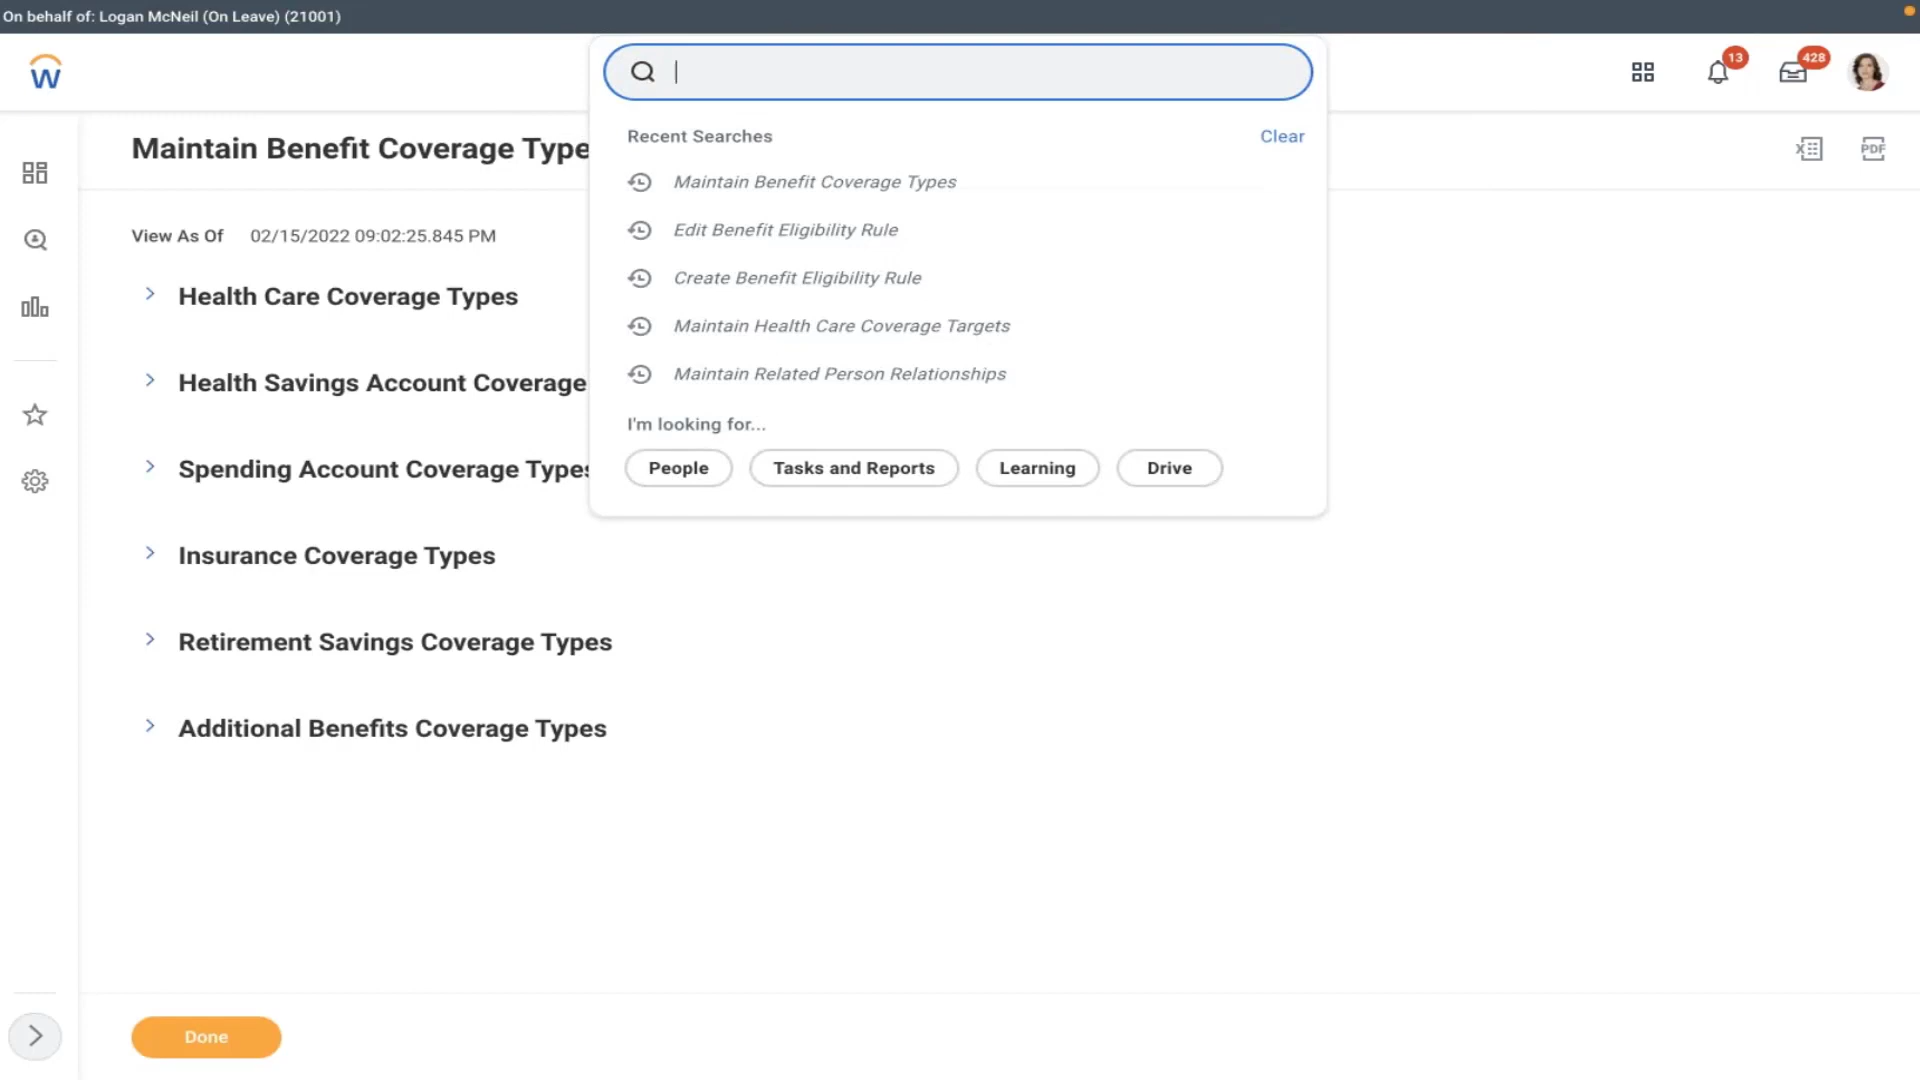 On behalf of: Logan McNeil (On Leave) (21001)
W
13
428
Recent Searches
Clear
Maintain Benefit Coverage Type
X
PDF
Maintain Benefit Coverage Types
Edit Benefit Eligibility Rule
View As Of 02/15/2022 09:02:25.845 PM
Create Benefit Eligibility Rule
Health Care Coverage Types
Maintain Health Care Coverage Targets
Maintain Related Person Relationships
Health Savings Account Coverage
I'm looking for...
People
Tasks and Reports
Learning
Drive
Spending Account Coverage Types
Insurance Coverage Types
Retirement Savings Coverage Types
Additional Benefits Coverage Types
Done